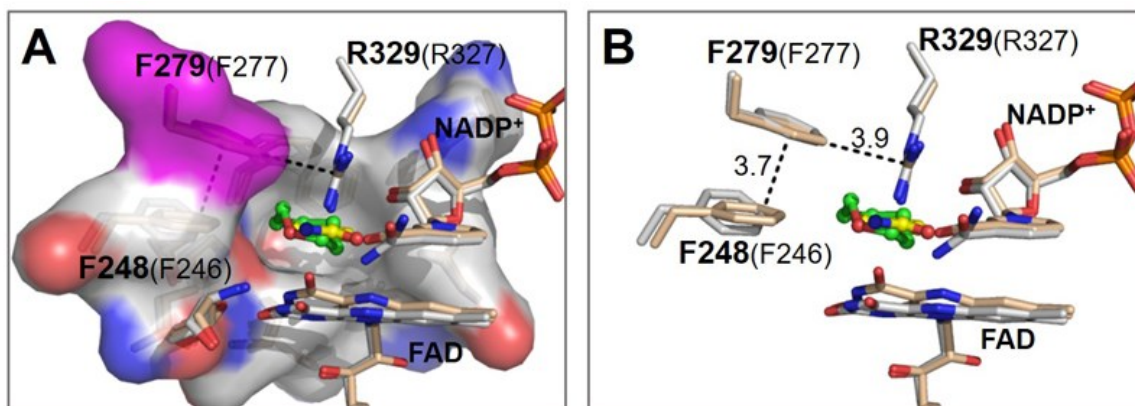 A
F279(F277)
R329(R327)
NADP+
F248(F246)
FAD
B
F279(F277)
R329(R327)
NADP+
3.9
3.7
F248(F246)
FAD